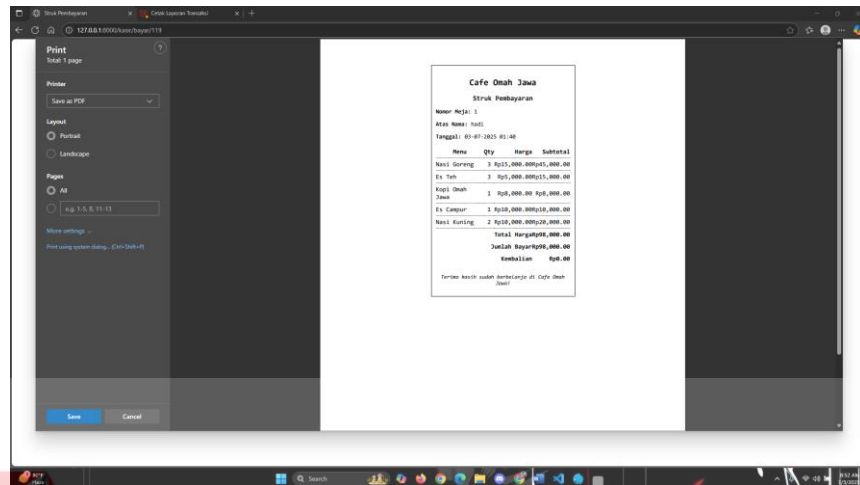 Struk Pembayaran
Cetak Laporan Transaksi
127.0.0.1:8000/kasir/bayar/119
Print
Total: 1 page
Printer
Save as PDF
Layout
Portrait
Landscape
Pages
All
e.g. 1-5, 8, 11-13
More settings
Print using system dialog... (Ctrl+Shift+P)
Save Cancel
Cafe Omah Jawa
Struk Pembayaran
Nomor Meja: 1
Atas Nama: hadi
Tanggal: 03-07-2025 01:40
Menu Qty Harga Subtotal
Nasi Goreng 3 Rp15,000.00Rp45,000.00
Es Teh 3 Rp5,000.00Rp15,000.00
Kopi Omah
Jawa 1 Rp8,000.00 Rp8,000.00
Es Campur 1 Rp10,000.00Rp10,000.00
Nasi Kuning 2 Rp10,000.00Rp20,000.00
Total HargaRp98,000.00
Jumlah BayarRp98,000.00
Kembalian Rp0.00
Terima kasih sudah berbelanja di Cafe Omah
Jawa!
Search